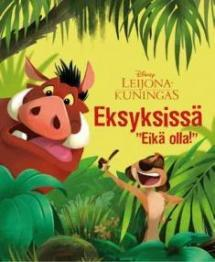 Disney
LEIJONA-
KUNINGAS
Eksyksissä
"Eikä olla!"